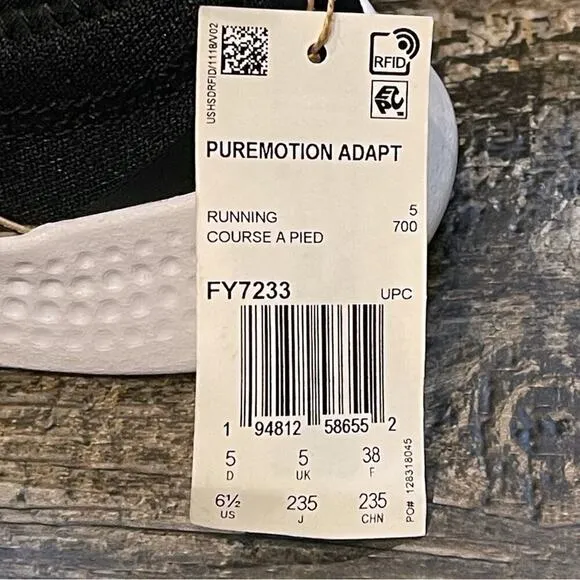 USHSDRFID/1118/V02
RFID
EPC
PUREMOTION ADAPT
RUNNING 5
COURSE A PIED 700
FY7233 UPC
1 94812 58655 2
5 5 38
D UK F
6½ 235 235
US J CHN
PO# 128318045